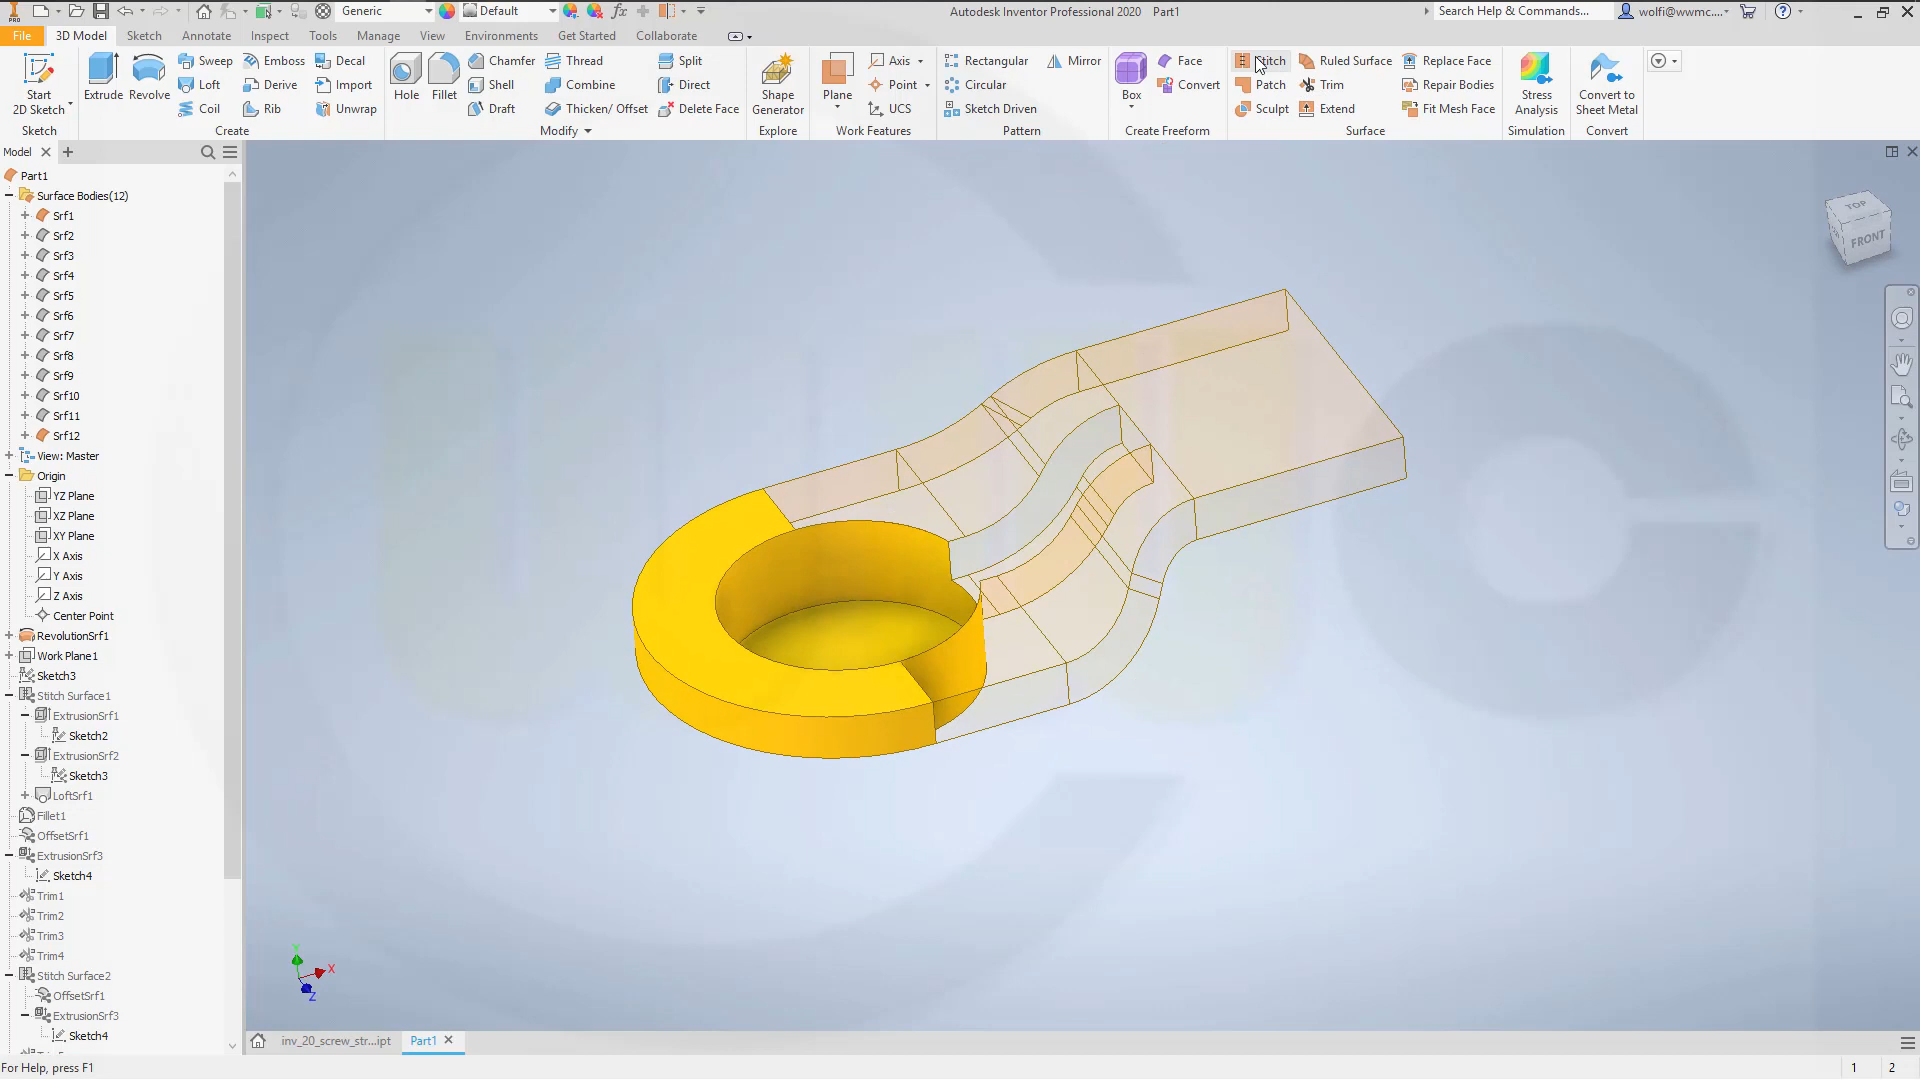 PRO
Generic
Default
Autodesk Inventor Professional 2020 Part1
Search Help & Commands...
wolfi@wwmc....
File
3D Model
Sketch
Annotate
Inspect
Tools
Manage
View
Environments
Get Started
Collaborate
Start
2D Sketch
Extrude
Revolve
Sweep
Loft
Coil
Emboss
Derive
Rib
Decal
Import
Unwrap
Hole
Fillet
Chamfer
Shell
Draft
Thread
Combine
Thicken/ Offset
Split
Direct
Delete Face
Shape
Generator
Plane
Axis
Point
UCS
Rectangular
Circular
Sketch Driven
Mirror
Box
Face
Convert
Stitch
Patch
Sculpt
Ruled Surface
Trim
Extend
Replace Face
Repair Bodies
Fit Mesh Face
Stress
Analysis
Convert to
Sheet Metal
Sketch
Create
Modify
Explore
Work Features
Pattern
Create Freeform
Surface
Simulation
Convert
Model
Part1
Surface Bodies(12)
Srf1
Srf2
Srf3
Srf4
Srf5
Srf6
Srf7
Srf8
Srf9
Srf10
Srf11
Srf12
View: Master
Origin
YZ Plane
XZ Plane
XY Plane
X Axis
Y Axis
Z Axis
Center Point
RevolutionSrf1
Work Plane1
Sketch3
Stitch Surface1
ExtrusionSrf1
Sketch2
ExtrusionSrf2
Sketch3
LoftSrf1
Fillet1
OffsetSrf1
ExtrusionSrf3
Sketch4
Trim1
Trim2
Trim3
Trim4
Stitch Surface2
OffsetSrf1
ExtrusionSrf3
Sketch4
TOP
FRONT
Y
X
Z
inv_20_screw_str...ipt
Part1
For Help, press F1
1
2